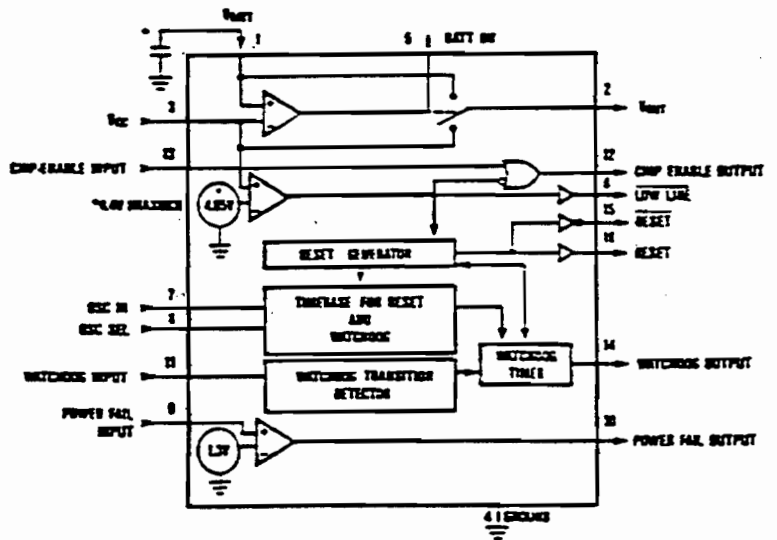 VBATT
+
1
5
BATT ON
3
VCC
2
VOUT
13
CHIP-ENABLE INPUT
12
CHIP ENABLE OUTPUT
4.65V
6
LOW LINE
15
RESET
16
RESET
RESET GENERATOR
7
OSC IN
8
OSC SEL
TIMEBASE FOR RESET
AND
WATCHDOG
11
WATCHDOG INPUT
WATCHDOG TRANSITION
DETECTOR
WATCHDOG
TIMER
14
WATCHDOG OUTPUT
9
POWER FAIL
INPUT
1.3V
10
POWER FAIL OUTPUT
4 GROUND